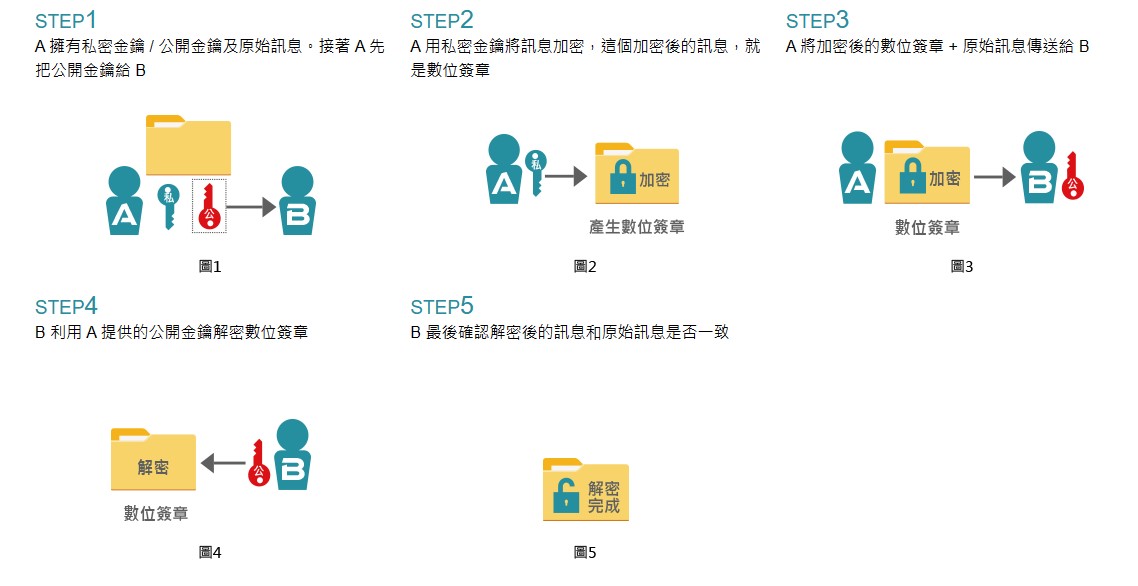 STEP1
A 擁有私密金鑰 / 公開金鑰及原始訊息。接著 A 先
把公開金鑰給 B
私
公
A
B
圖1
STEP2
A 用私密金鑰將訊息加密，這個加密後的訊息，就
是數位簽章
私
A
加密
產生數位簽章
圖2
STEP3
A 將加密後的數位簽章 + 原始訊息傳送給 B
A
加密
B
公
數位簽章
圖3
STEP4
B 利用 A 提供的公開金鑰解密數位簽章
解密
公
B
數位簽章
圖4
STEP5
B 最後確認解密後的訊息和原始訊息是否一致
解密
完成
圖5